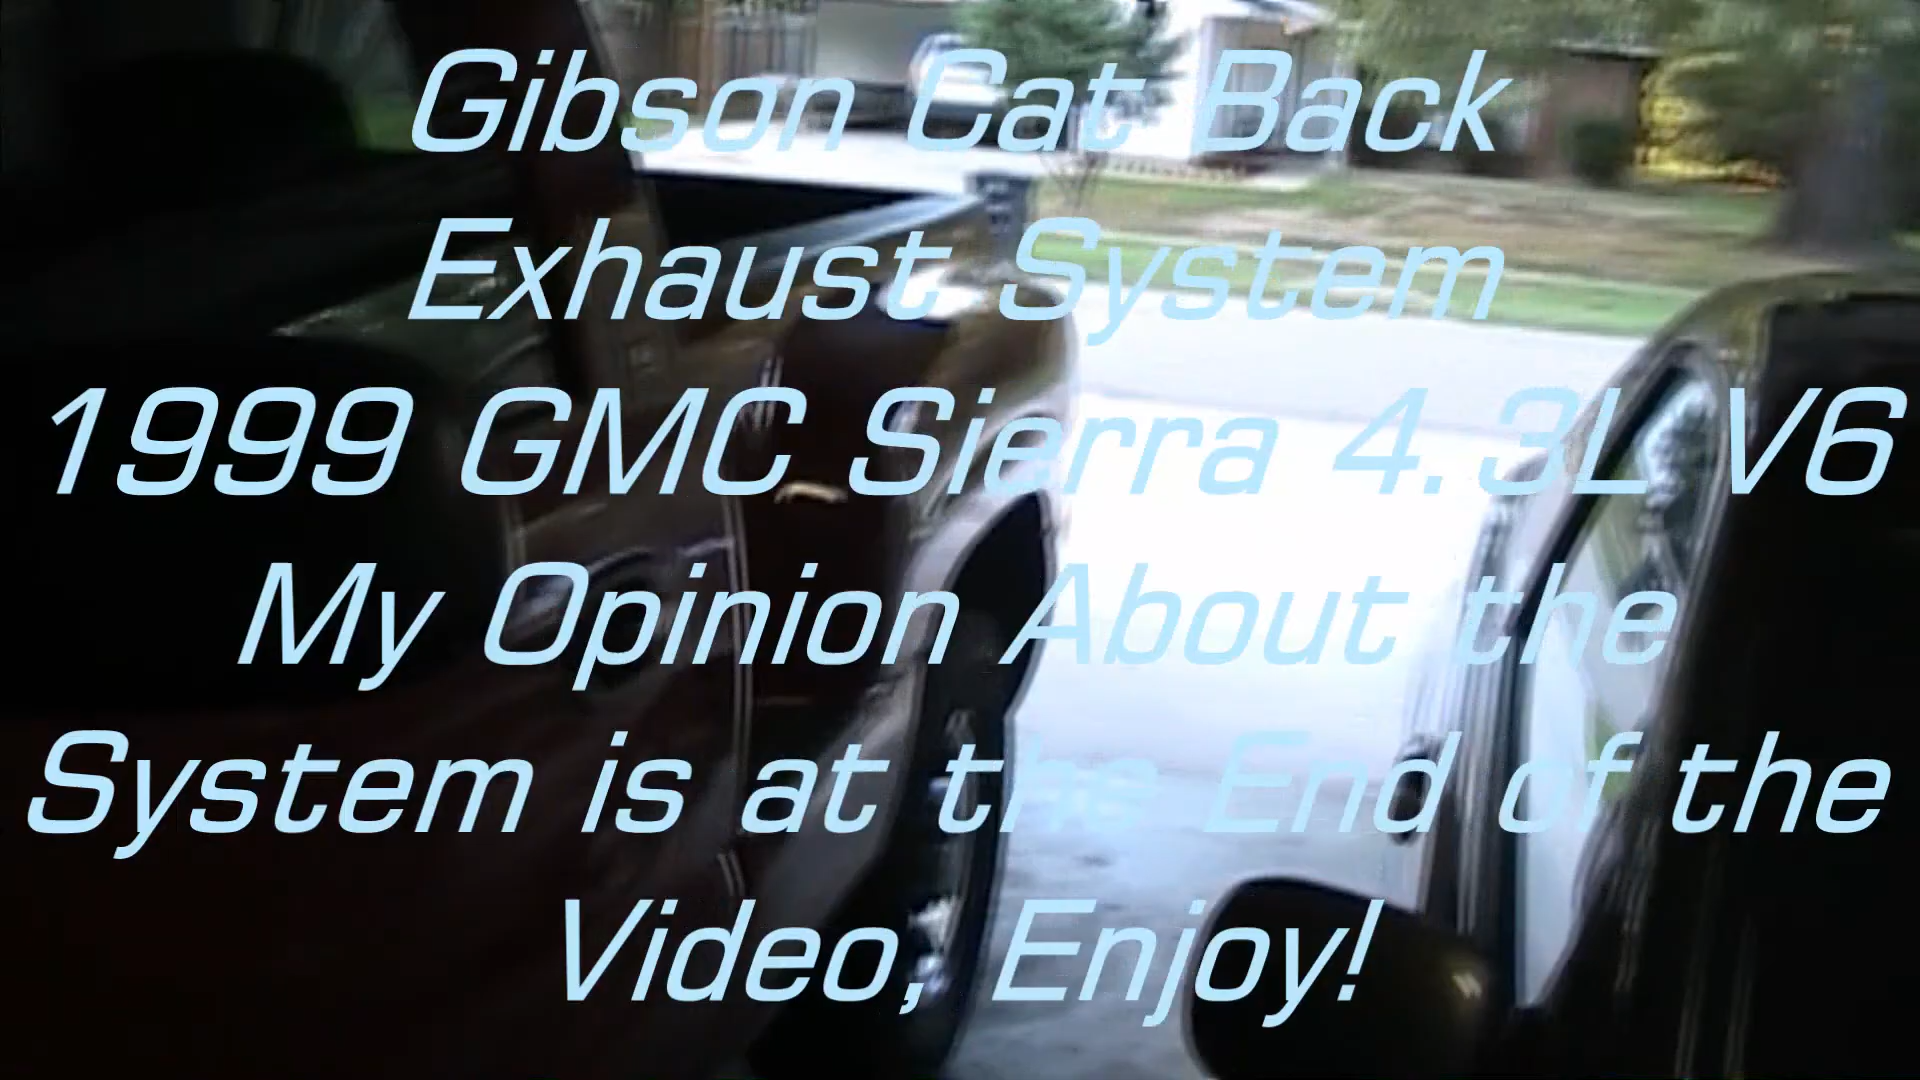 Gibson Cat Back
Exhaust System
1999 GMC Sierra 4.3L V6
My Opinion About the
System is at the End of the
Video, Enjoy!